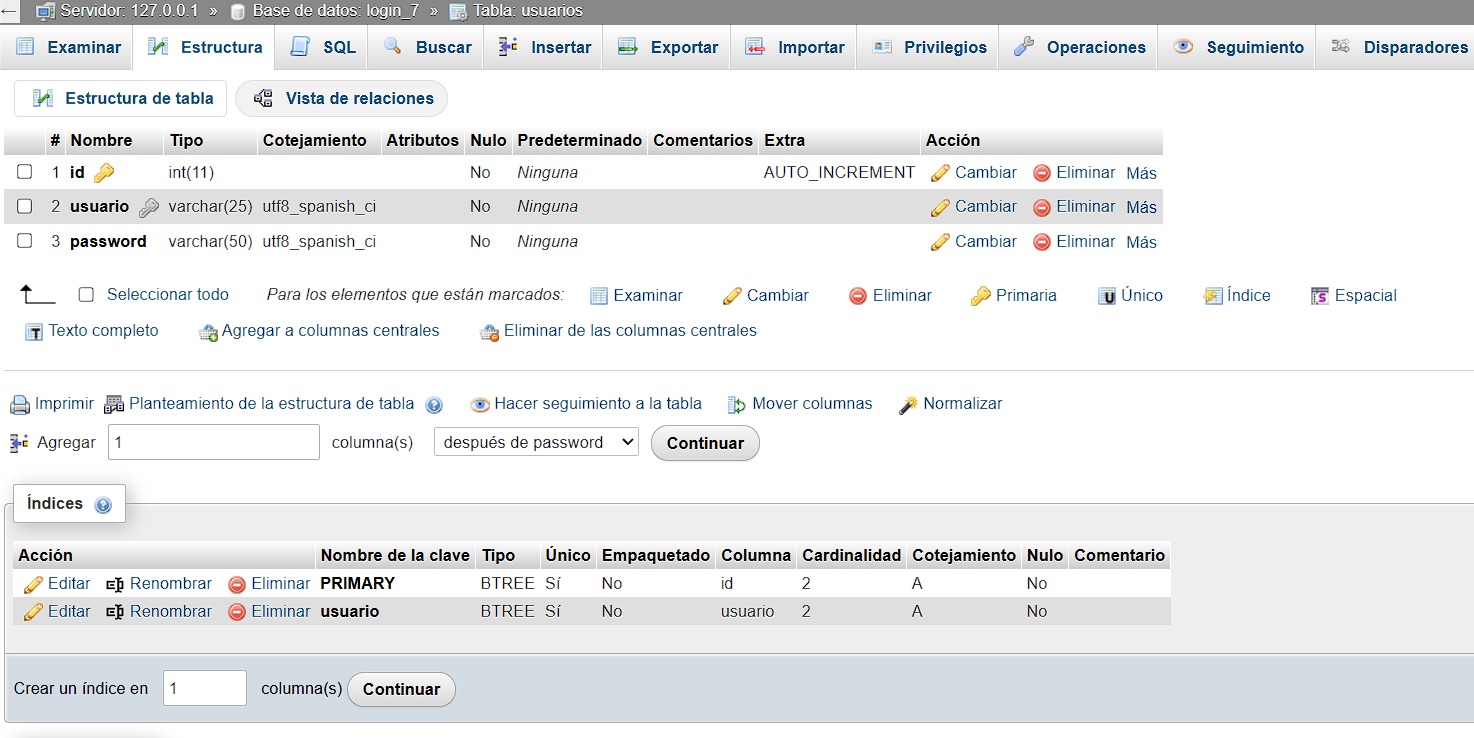 Servidor: 127.0.0.1 » Base de datos: login_7 » Tabla: usuarios
Examinar Estructura SQL Buscar Insertar Exportar Importar Privilegios Operaciones Seguimiento Disparadores
Estructura de tabla Vista de relaciones
# Nombre Tipo Cotejamiento Atributos Nulo Predeterminado Comentarios Extra Acción
1 id int(11) No Ninguna AUTO_INCREMENT Cambiar Eliminar Más
2 usuario varchar(25) utf8_spanish_ci No Ninguna Cambiar Eliminar Más
3 password varchar(50) utf8_spanish_ci No Ninguna Cambiar Eliminar Más
Seleccionar todo Para los elementos que están marcados: Examinar Cambiar Eliminar Primaria Único Índice Espacial
Texto completo Agregar a columnas centrales Eliminar de las columnas centrales
Imprimir Planteamiento de la estructura de tabla Hacer seguimiento a la tabla Mover columnas Normalizar
Agregar 1 columna(s) después de password Continuar
Índices
Acción Nombre de la clave Tipo Único Empaquetado Columna Cardinalidad Cotejamiento Nulo Comentario
Editar Renombrar Eliminar PRIMARY BTREE Sí No id 2 A No
Editar Renombrar Eliminar usuario BTREE Sí No usuario 2 A No
Crear un índice en 1 columna(s) Continuar